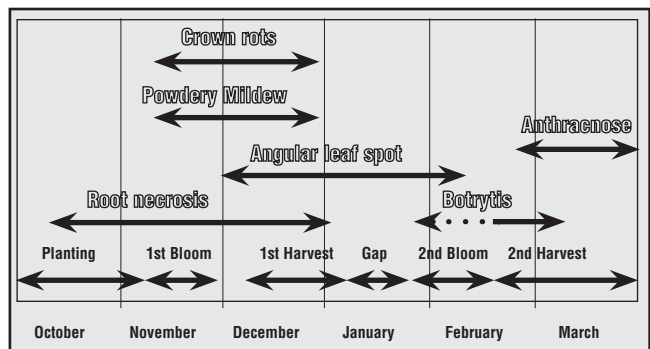 Crown rots
Powdery Mildew
Anthracnose
Angular leaf spot
Root necrosis Botrytis
Planting 1st Bloom 1st Harvest Gap 2nd Bloom 2nd Harvest
October November December January February March